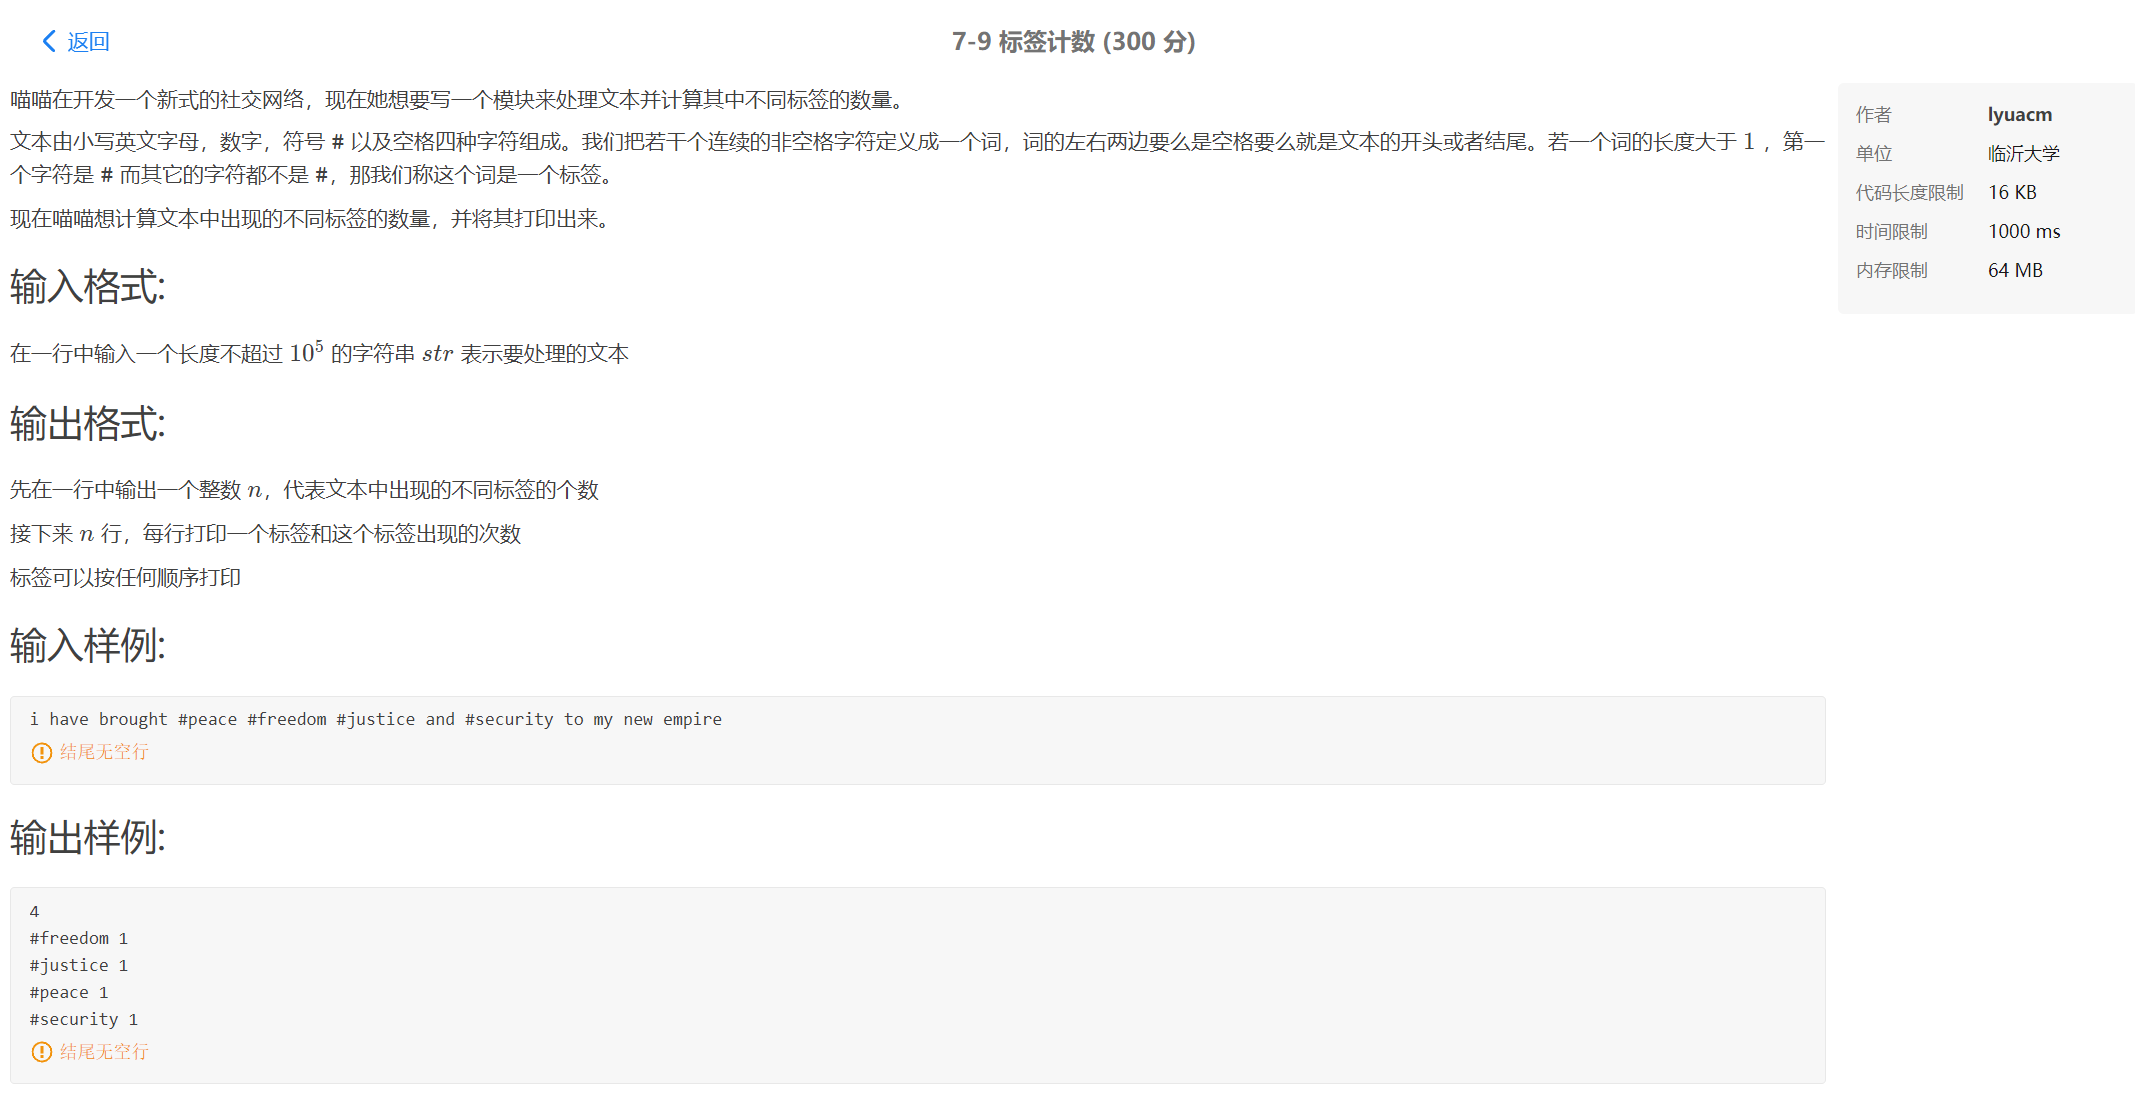 返回
7-9 标签计数 (300 分)
喵喵在开发一个新式的社交网络，现在她想要写一个模块来处理文本并计算其中不同标签的数量。
文本由小写英文字母，数字，符号 # 以及空格四种字符组成。我们把若干个连续的非空格字符定义成一个词，词的左右两边要么是空格要么就是文本的开头或者结尾。若一个词的长度大于 1 ，第一
个字符是 # 而其它的字符都不是 #，那我们称这个词是一个标签。
现在喵喵想计算文本中出现的不同标签的数量，并将其打印出来。
作者 lyuacm
单位 临沂大学
代码长度限制 16 KB
时间限制 1000 ms
内存限制 64 MB
输入格式:
在一行中输入一个长度不超过 10^5 的字符串 str 表示要处理的文本
输出格式:
先在一行中输出一个整数 n，代表文本中出现的不同标签的个数
接下来 n 行，每行打印一个标签和这个标签出现的次数
标签可以按任何顺序打印
输入样例:
i have brought #peace #freedom #justice and #security to my new empire
结尾无空行
输出样例:
4
#freedom 1
#justice 1
#peace 1
#security 1
结尾无空行